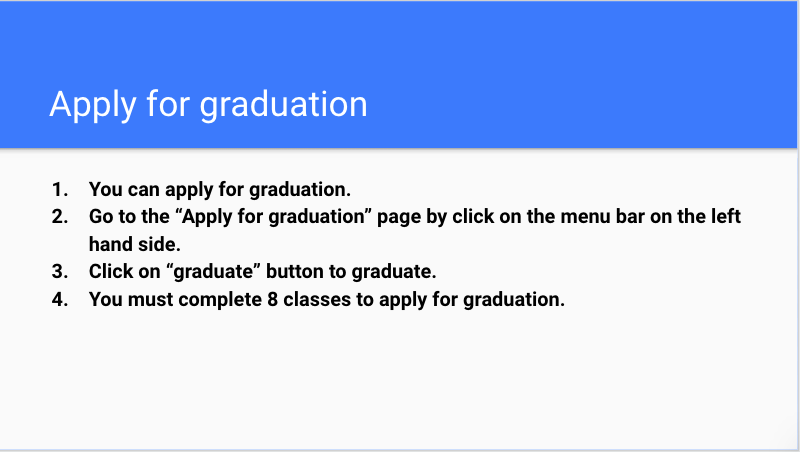 Apply for graduation
1. You can apply for graduation.
2. Go to the “Apply for graduation” page by click on the menu bar on the left
hand side.
3. Click on “graduate” button to graduate.
4. You must complete 8 classes to apply for graduation.